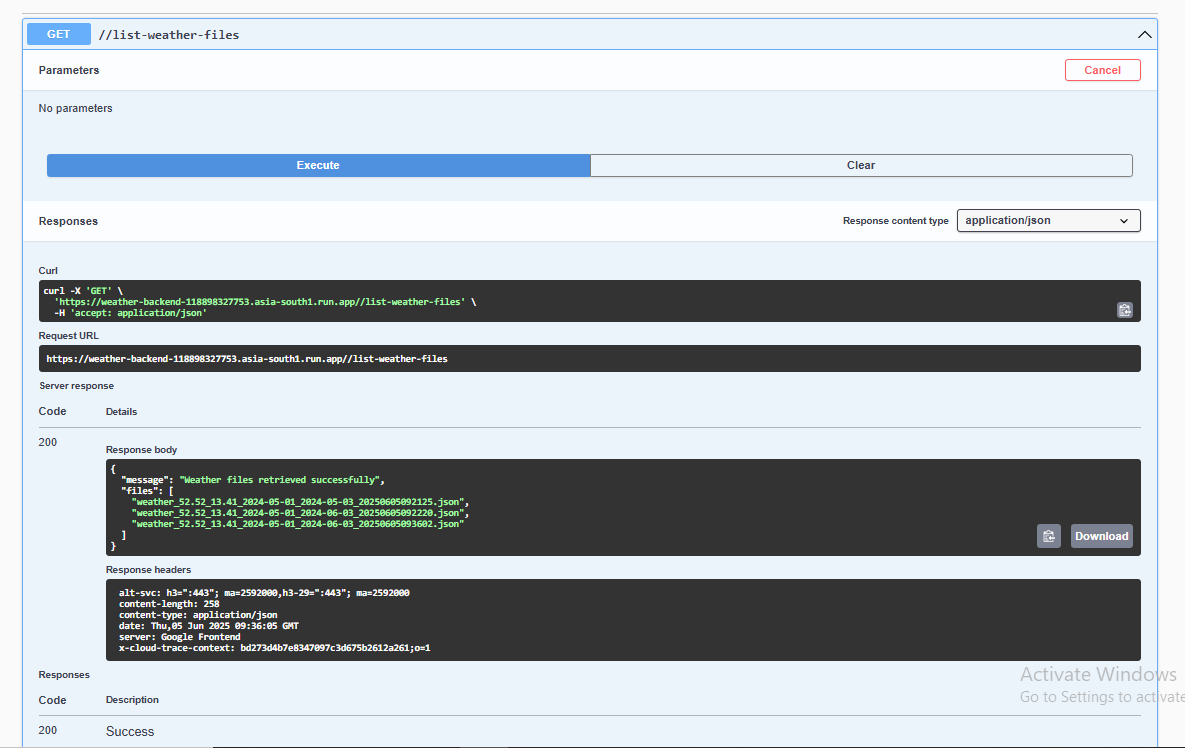 GET //list-weather-files
Parameters Cancel
No parameters
Execute Clear
Responses Response content type application/json
Curl
curl -X 'GET' \
'https://weather-backend-118898327753.asia-south1.run.app//list-weather-files' \
-H 'accept: application/json'
Request URL
https://weather-backend-118898327753.asia-south1.run.app//list-weather-files
Server response
Code Details
200
Response body
{
"message": "Weather files retrieved successfully",
"files": [
"weather_52.52_13.41_2024-05-01_2024-05-03_20250605092125.json",
"weather_52.52_13.41_2024-05-01_2024-06-03_20250605092220.json",
"weather_52.52_13.41_2024-05-01_2024-06-03_20250605093602.json"
]
}
Download
Response headers
alt-svc: h3=":443"; ma=2592000,h3-29=":443"; ma=2592000
content-length: 258
content-type: application/json
date: Thu,05 Jun 2025 09:36:05 GMT
server: Google Frontend
x-cloud-trace-context: bd273d4b7e8347097c3d675b2612a261;o=1
Responses
Code Description
200 Success
Activate Windows
Go to Settings to activate